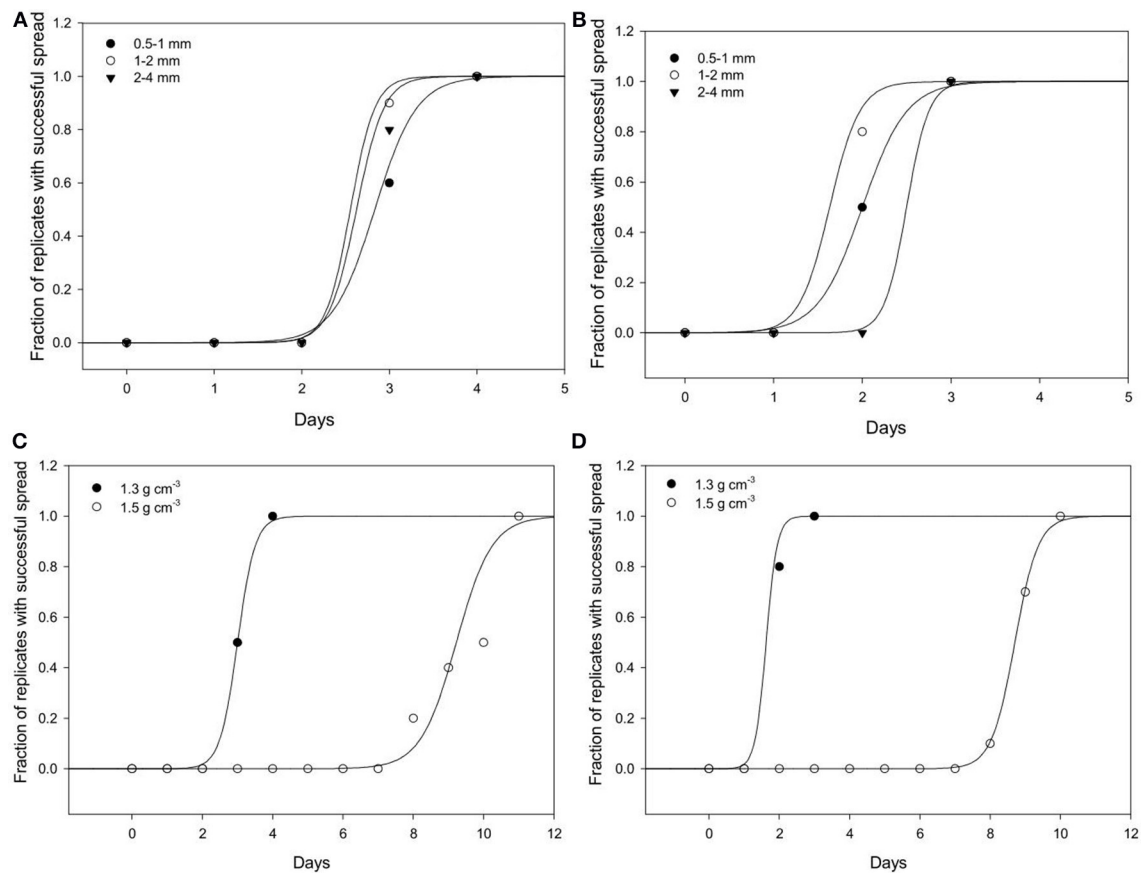 A
Fraction of replicates with successful spread
1.2
1.0
0.8
0.6
0.4
0.2
0.0
0.5-1 mm
1-2 mm
2-4 mm
0 1 2 3 4 5
Days
B
Fraction of replicates with successful spread
1.2
1.0
0.8
0.6
0.4
0.2
0.0
0.5-1 mm
1-2 mm
2-4 mm
0 1 2 3 4 5
Days
C
Fraction of replicates with successful spread
1.2
1.0
0.8
0.6
0.4
0.2
0.0
1.3 g cm⁻³
1.5 g cm⁻³
0 2 4 6 8 10 12
Days
D
Fraction of replicates with successful spread
1.2
1.0
0.8
0.6
0.4
0.2
0.0
1.3 g cm⁻³
1.5 g cm⁻³
0 2 4 6 8 10 12
Days